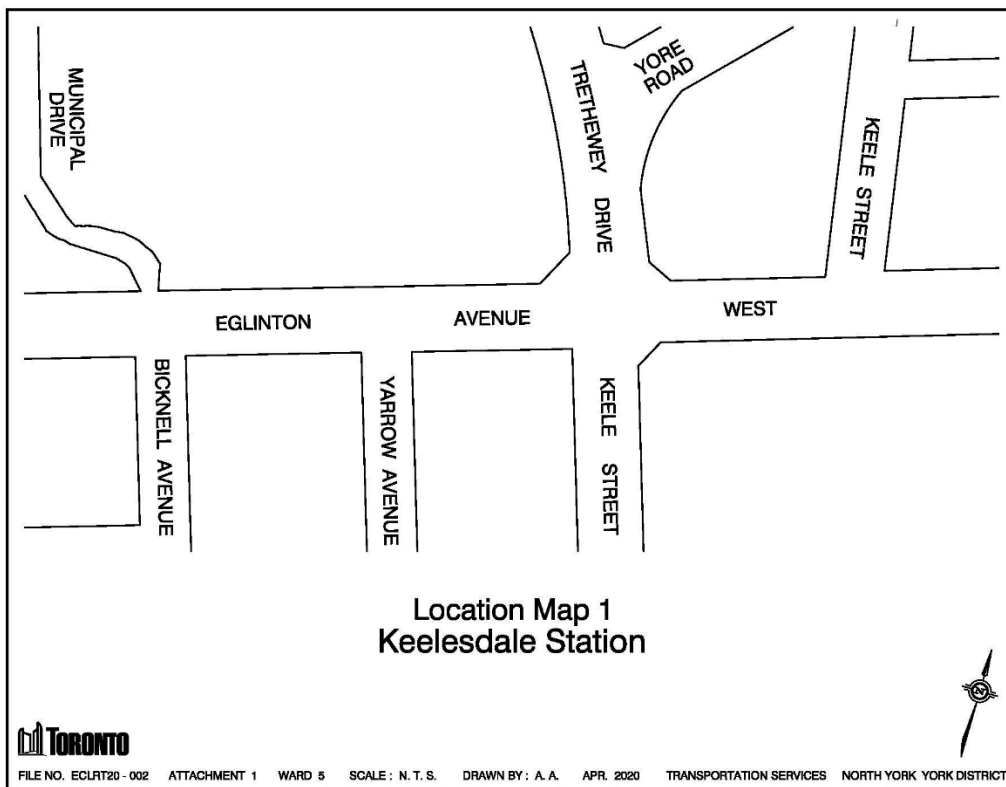 MUNICIPAL
DRIVE
TRETHEWEY DRIVE
YORE
ROAD
KEELE STREET
EGLINTON AVENUE WEST
BICKNELL AVENUE
YARROW AVENUE
KEELE STREET
Location Map 1
Keelesdale Station
N
TORONTO
FILE NO. ECLRT20 - 002 ATTACHMENT 1 WARD 5 SCALE : N. T. S. DRAWN BY : A. A. APR. 2020 TRANSPORTATION SERVICES NORTH YORK YORK DISTRICT